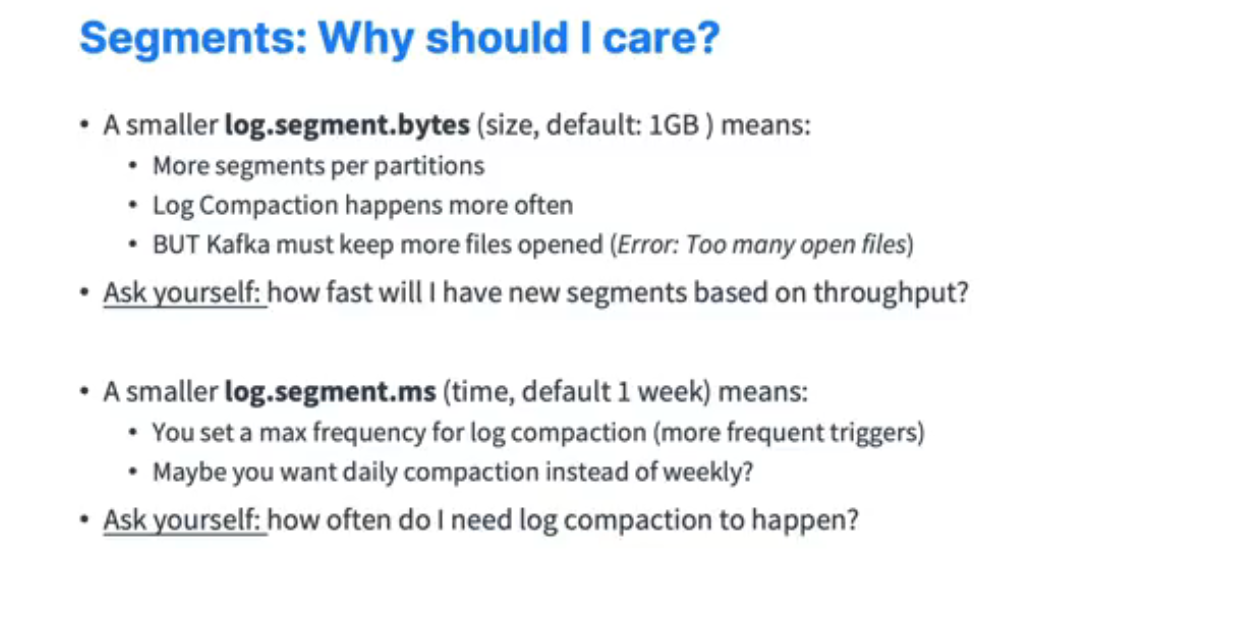 Segments: Why should I care?
• A smaller log.segment.bytes (size, default: 1GB ) means:
• More segments per partitions
• Log Compaction happens more often
• BUT Kafka must keep more files opened (Error: Too many open files)
• Ask yourself: how fast will I have new segments based on throughput?
• A smaller log.segment.ms (time, default 1 week) means:
• You set a max frequency for log compaction (more frequent triggers)
• Maybe you want daily compaction instead of weekly?
• Ask yourself: how often do I need log compaction to happen?